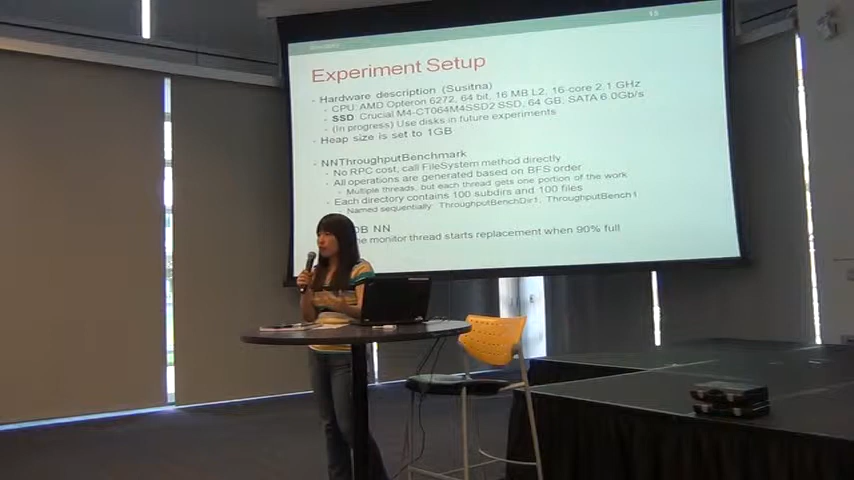 15
Experiment Setup
Hardware description (Susitna)
CPU: AMD Opteron 6272, 64 bit, 16 MB L2, 16-core 2.1 GHz
SSD: Crucial M4-CT064M4SSD2 SSD, 64 GB, SATA 6.0Gb/s
(In progress) Use disks in future experiments
Heap size is set to 1GB
NNThroughputBenchmark
No RPC cost, call FileSystem method directly
All operations are generated based on BFS order
Multiple threads, but each thread gets one portion of the work
Each directory contains 100 subdirs and 100 files
Named sequentially, ThroughputBenchDir1, ThroughputBench1
DB NN
monitor thread starts replacement when 90% full